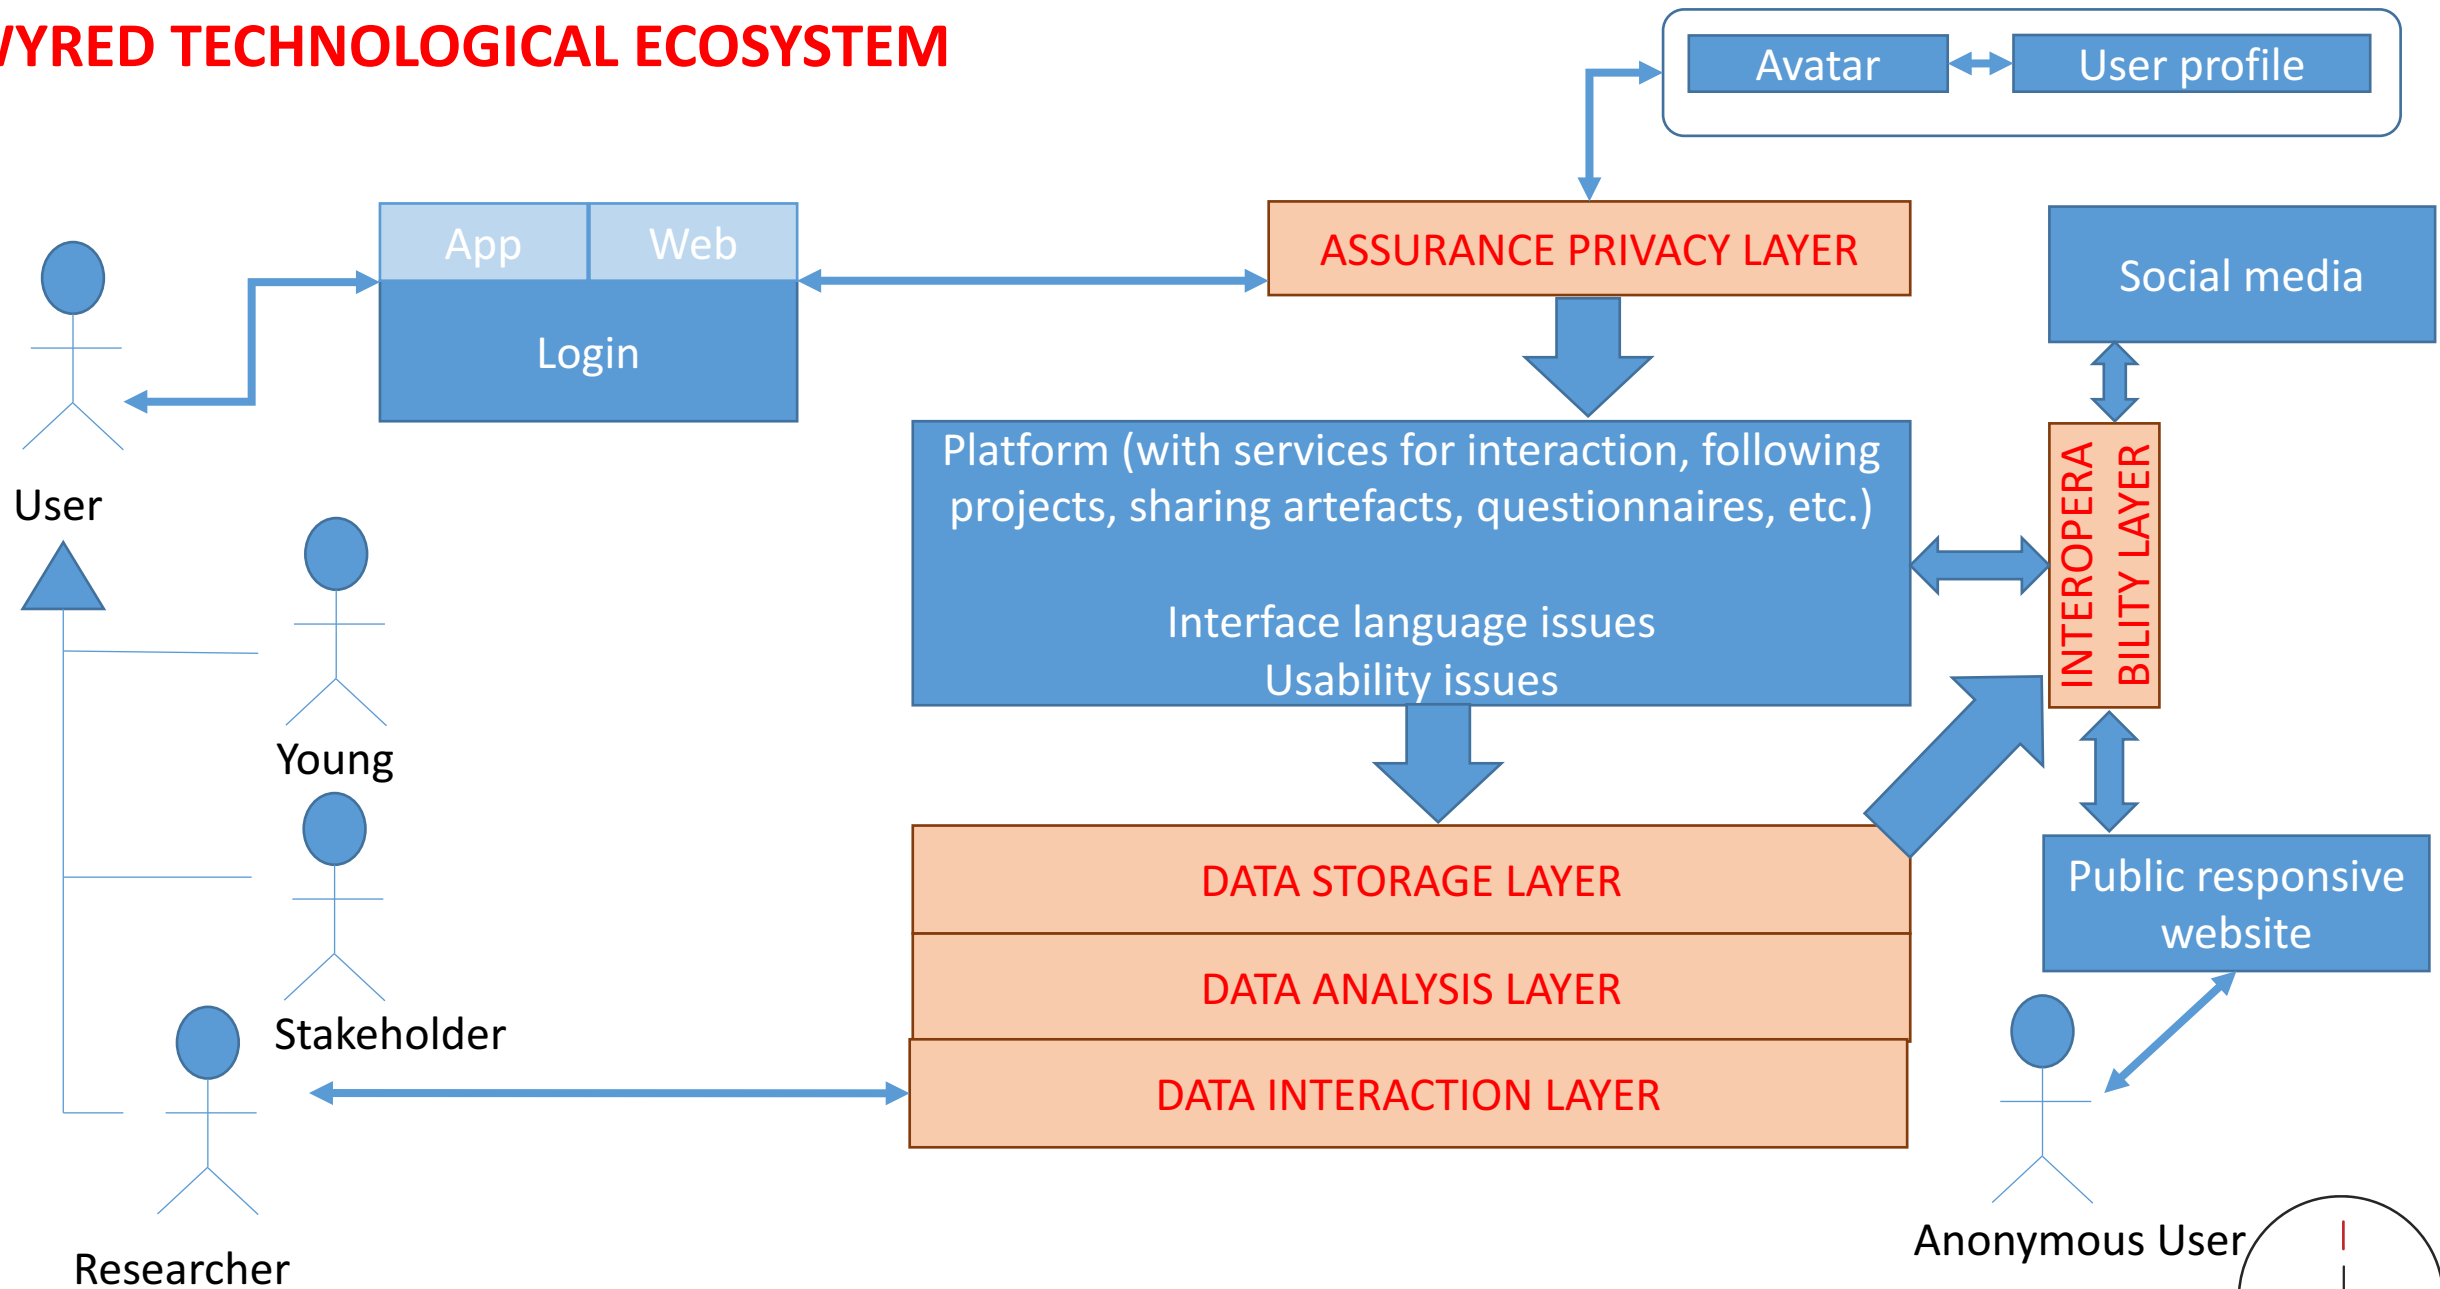 WYRED TECHNOLOGICAL ECOSYSTEM
Avatar
User profile
App
Web
Login
ASSURANCE PRIVACY LAYER
Social media
User
Platform (with services for interaction, following
projects, sharing artefacts, questionnaires, etc.)
Interface language issues
Usability issues
INTEROPERA
BILITY LAYER
Young
DATA STORAGE LAYER
Public responsive
website
DATA ANALYSIS LAYER
Stakeholder
DATA INTERACTION LAYER
Anonymous User
Researcher